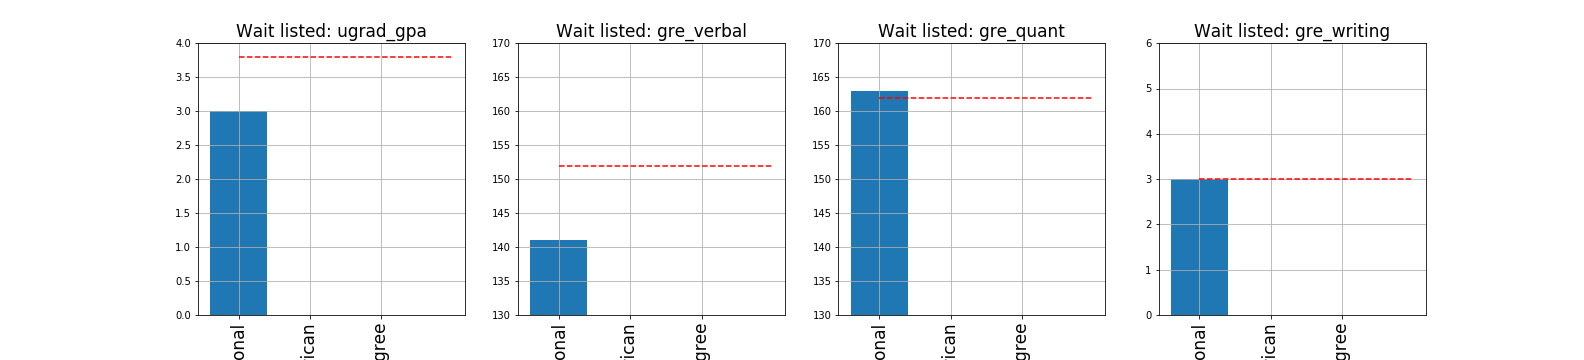 Wait listed: ugrad_gpa
4.0
3.5
3.0
2.5
2.0
1.5
1.0
0.5
0.0
onal
ican
gree
Wait listed: gre_verbal
170
165
160
155
150
145
140
135
130
onal
ican
gree
Wait listed: gre_quant
170
165
160
155
150
145
140
135
130
onal
ican
gree
Wait listed: gre_writing
6
5
4
3
2
1
0
onal
ican
gree